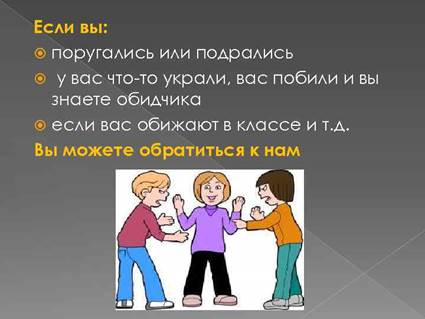 Если вы:
поругались или подрались
у вас что-то украли, вас побили и вы
знаете обидчика
если вас обижают в классе и т.д.
Вы можете обратиться к нам